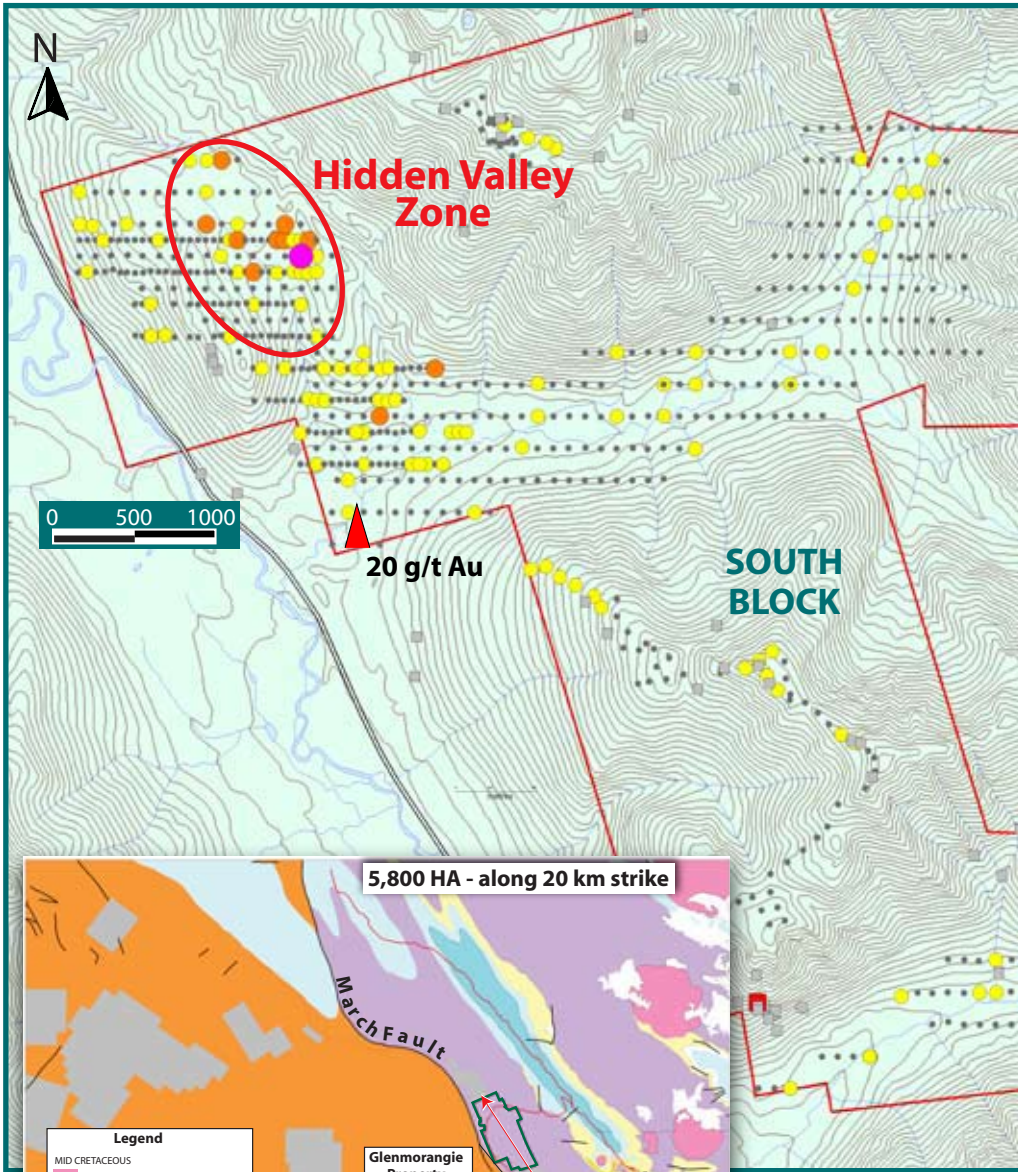 N
Hidden Valley
Zone
0 500 1000
20 g/t Au
SOUTH
BLOCK
5,800 HA - along 20 km strike
March Fault
Legend
MID CRETACEOUS
Glenmorangie